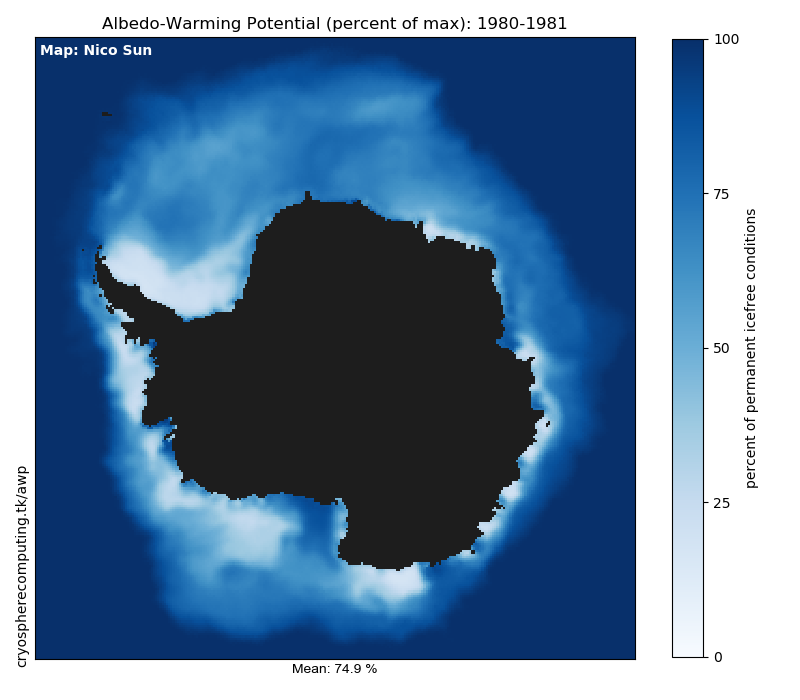 Albedo-Warming Potential (percent of max): 1980-1981
Map: Nico Sun
100
75
50
25
0
percent of permanent icefree conditions
cryospherecomputing.tk/awp
Mean: 74.9 %